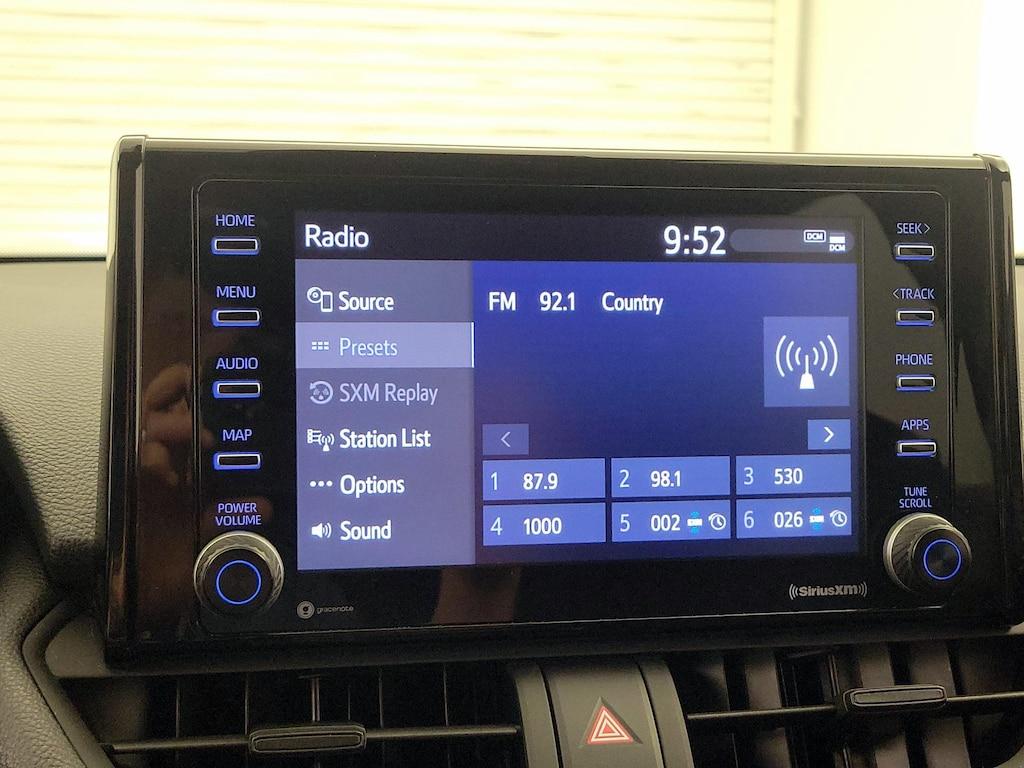 HOME
MENU
AUDIO
MAP
POWER
VOLUME
Radio
9:52
DCM
DCM
Source
Presets
SXM Replay
Station List
Options
Sound
FM 92.1 Country
<
>
1 87.9
2 98.1
3 530
4 1000
5 002
6 026
SEEK >
< TRACK
PHONE
APPS
TUNE
SCROLL
g gracenote
((SiriusXM))